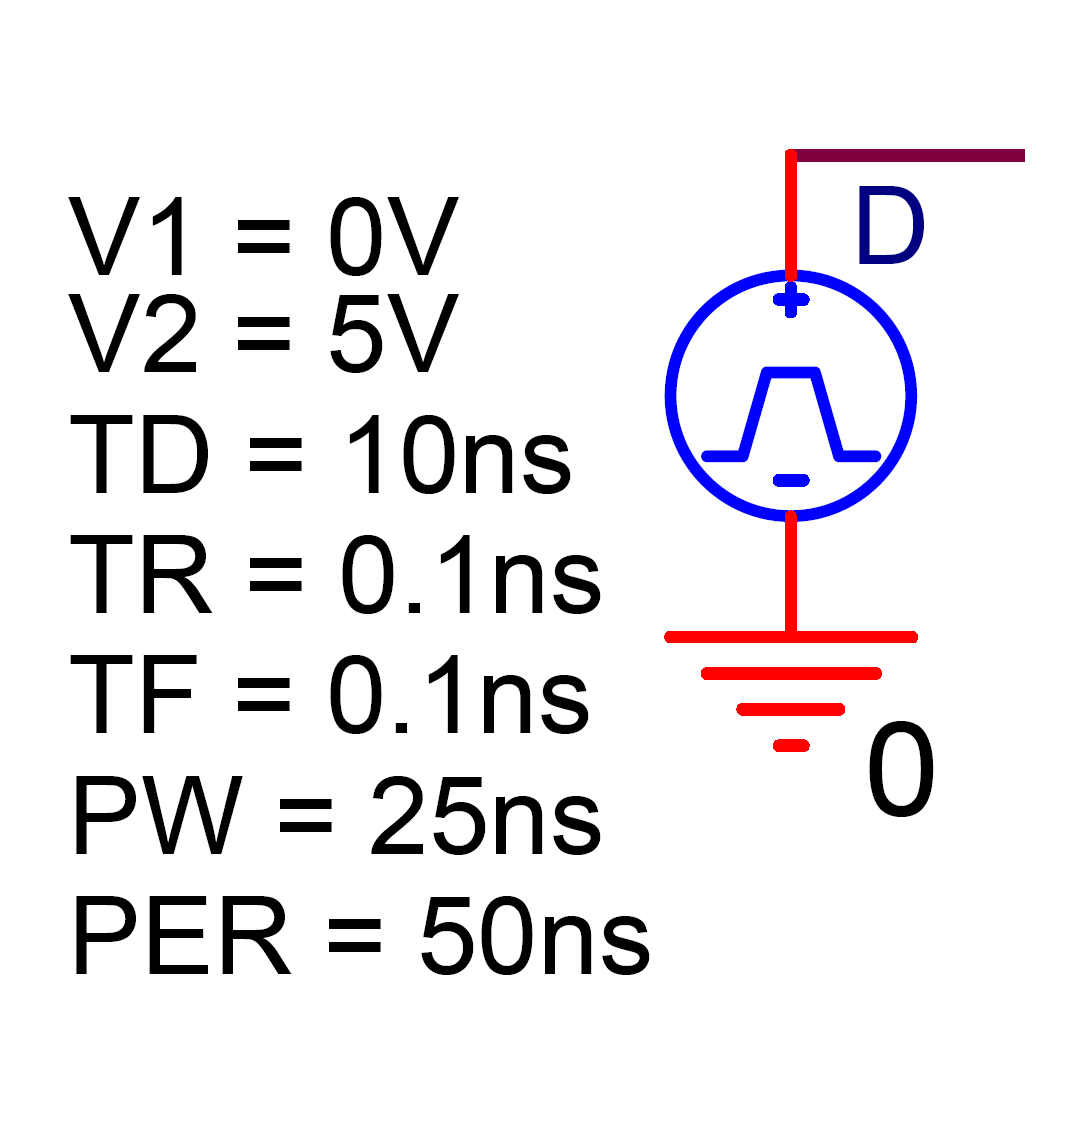 V1 = 0V
V2 = 5V
TD = 10ns
TR = 0.1ns
TF = 0.1ns
PW = 25ns
PER = 50ns
D
+
-
0